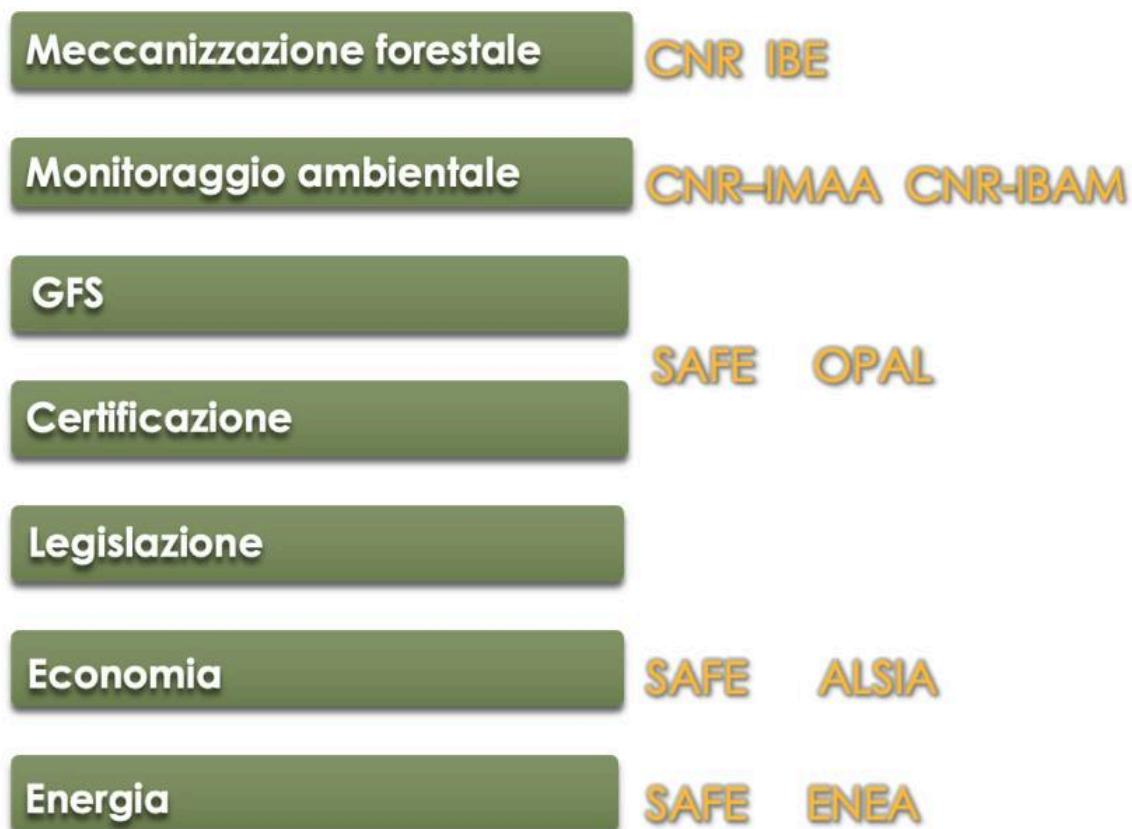 Meccanizzazione forestale CNR IBE
Monitoraggio ambientale CNR–IMAA CNR-IBAM
GFS
SAFE OPAL
Certificazione
Legislazione
Economia SAFE ALSIA
Energia SAFE ENEA